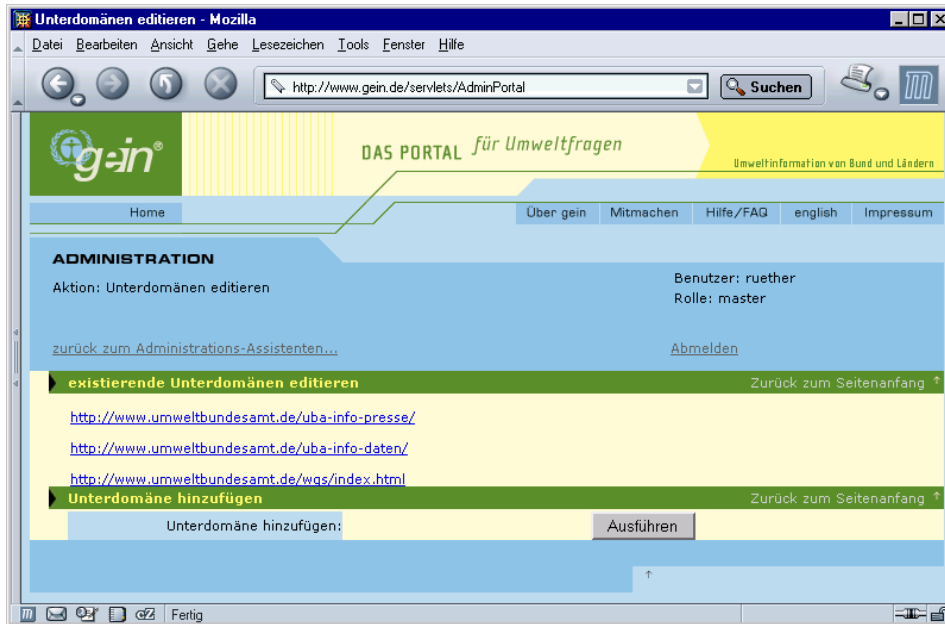 Unterdomänen editieren - Mozilla
Datei Bearbeiten Ansicht Gehe Lesezeichen Tools Fenster Hilfe
http://www.gein.de/servlets/AdminPortal Suchen
gein®
DAS PORTAL für Umweltfragen
Umweltinformation von Bund und Ländern
Home Über gein Mitmachen Hilfe/FAQ english Impressum
ADMINISTRATION
Aktion: Unterdomänen editieren
Benutzer: ruether
Rolle: master
zurück zum Administrations-Assistenten... Abmelden
existierende Unterdomänen editieren Zurück zum Seitenanfang ↑
http://www.umweltbundesamt.de/uba-info-presse/
http://www.umweltbundesamt.de/uba-info-daten/
http://www.umweltbundesamt.de/wgs/index.html
Unterdomäne hinzufügen Zurück zum Seitenanfang ↑
Unterdomäne hinzufügen: Ausführen
↑
Fertig